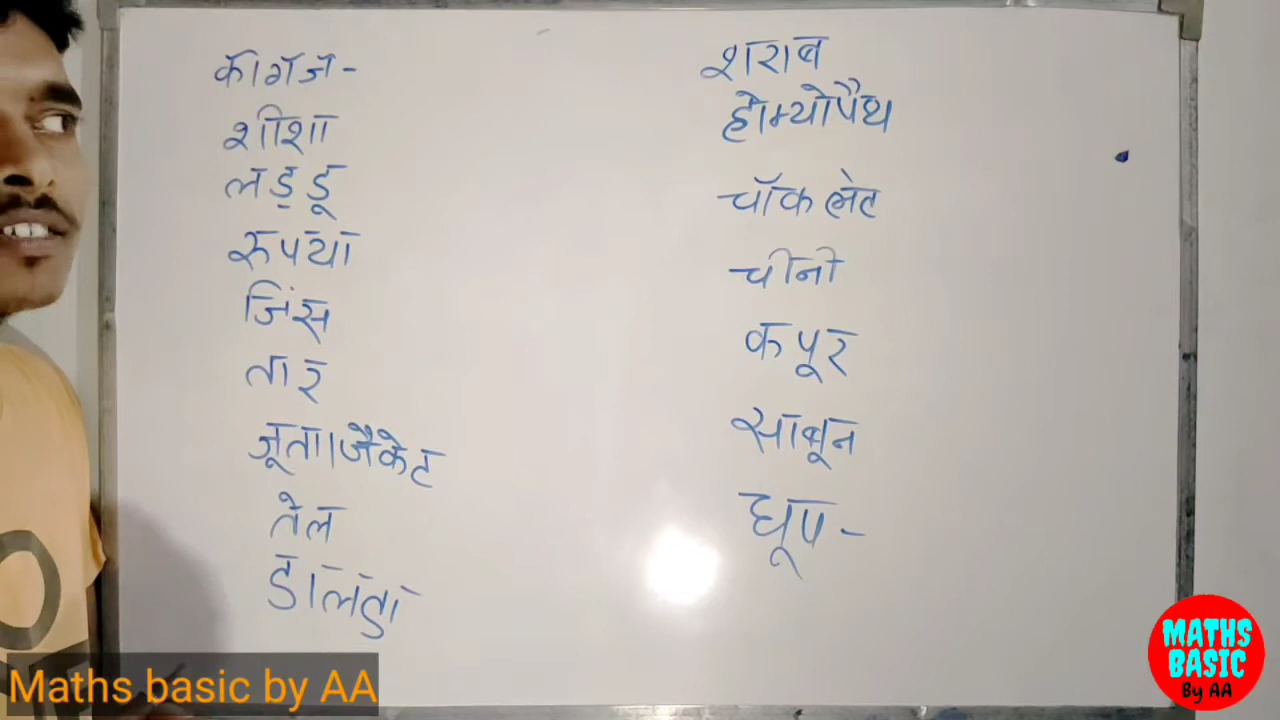 कागज -
शीशा
लड़डू
रूपया
जिंस
तार
जूता/जैकेट
तेल
डालडा
शराब
होम्योपैथ
चॉकलेट
चीनी
कपूर
साबून
धूप -
Maths basic by AA
MATHS
BASIC
By AA